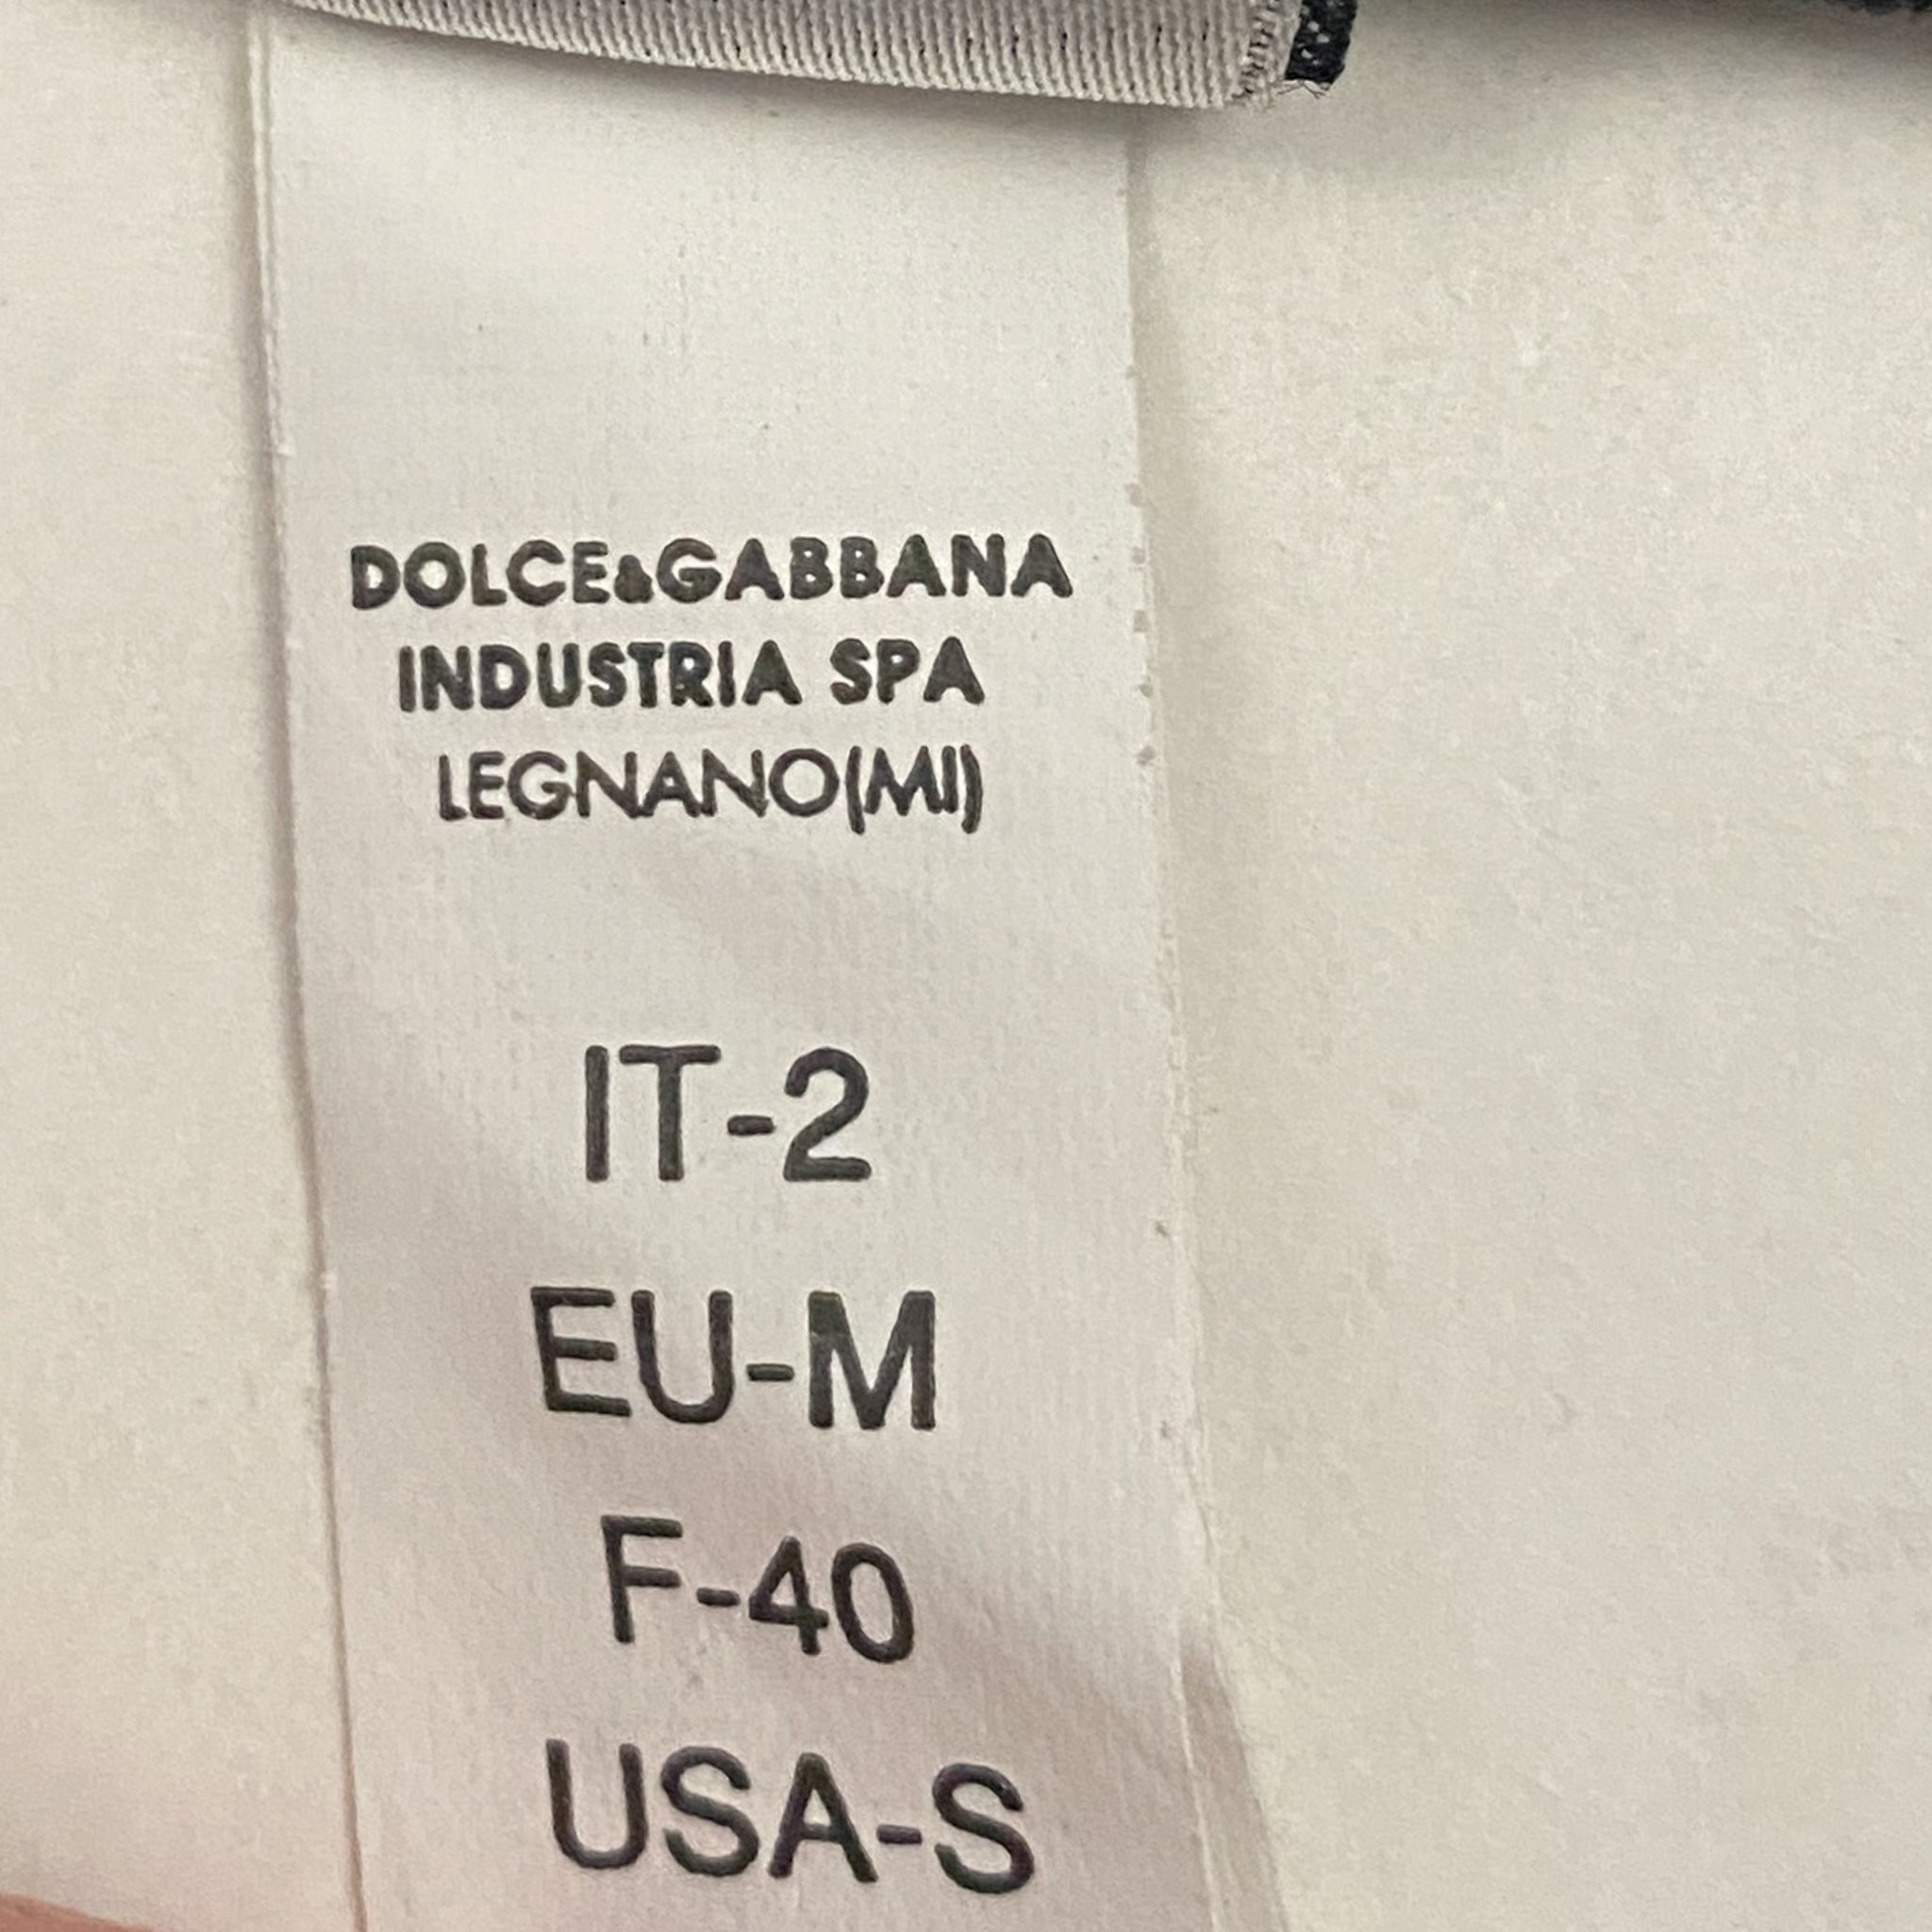 DOLCE&GABBANA
INDUSTRIA SPA
LEGNANO(MI)
IT-2
EU-M
F-40
USA-S